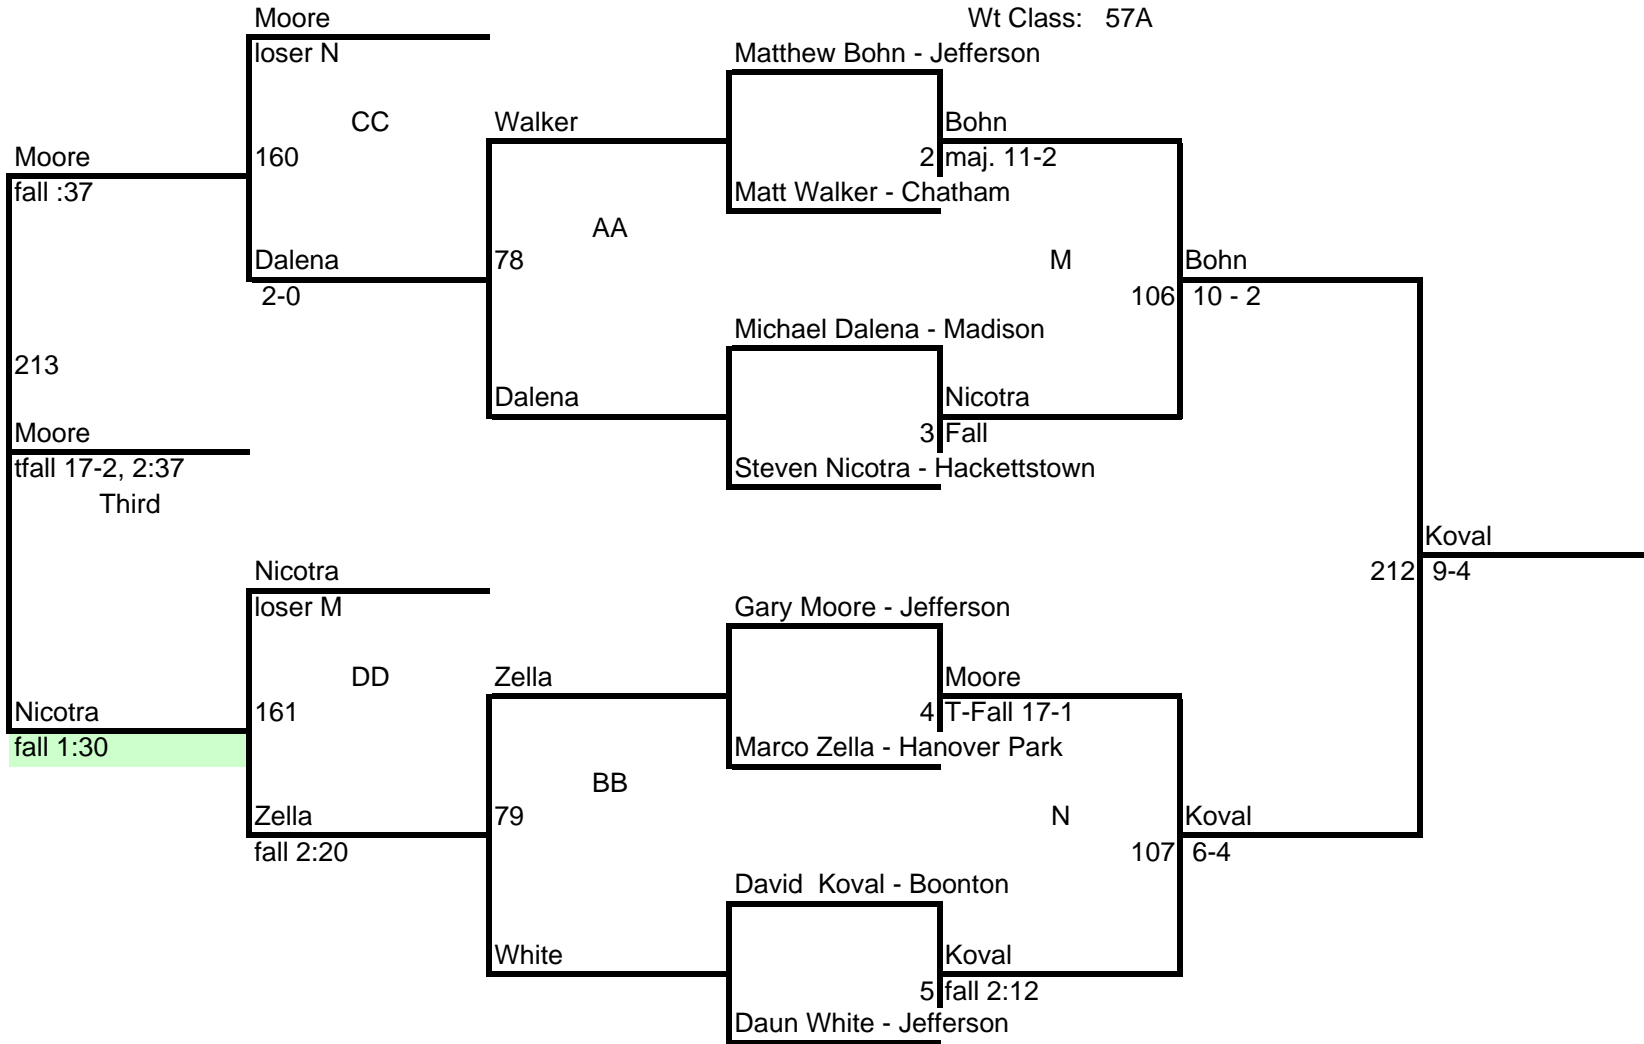 Moore
Wt Class: 57A
loser N
Matthew Bohn - Jefferson
CC
Walker
Bohn
Moore
160
2
maj. 11-2
fall :37
Matt Walker - Chatham
AA
Dalena
78
M
Bohn
2-0
106
10 - 2
Michael Dalena - Madison
213
Dalena
Nicotra
Moore
3
Fall
tfall 17-2, 2:37
Steven Nicotra - Hackettstown
Third
Koval
Nicotra
212
9-4
loser M
Gary Moore - Jefferson
DD
Zella
Moore
Nicotra
161
4
T-Fall 17-1
fall 1:30
Marco Zella - Hanover Park
BB
Zella
79
N
Koval
fall 2:20
107
6-4
David  Koval - Boonton
White
Koval
5
fall 2:12
Daun White - Jefferson